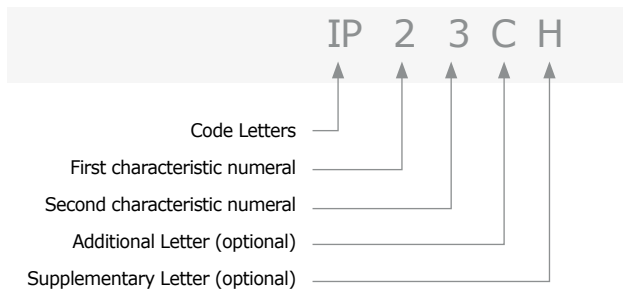 IP 2 3 C H
Code Letters
First characteristic numeral
Second characteristic numeral
Additional Letter (optional)
Supplementary Letter (optional)